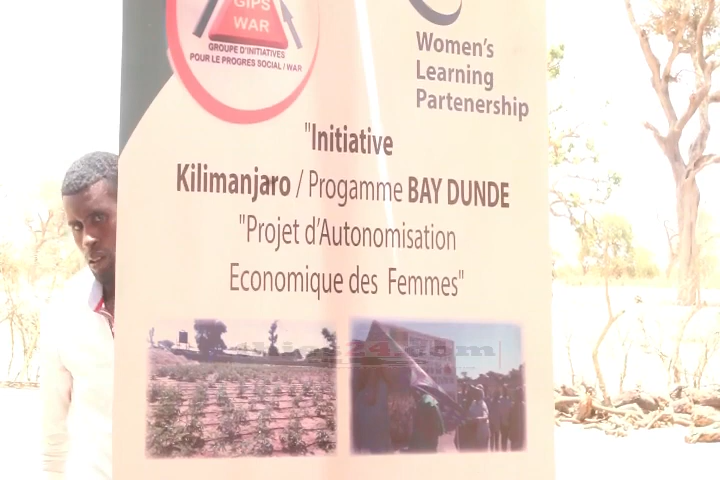 GIPS
WAR
GROUPE D'INITIATIVES
POUR LE PROGRES SOCIAL / WAR
Women's
Learning
Partenership
"Initiative
Kilimanjaro / Progamme BAY DUNDE
"Projet d'Autonomisation
Economique des Femmes"